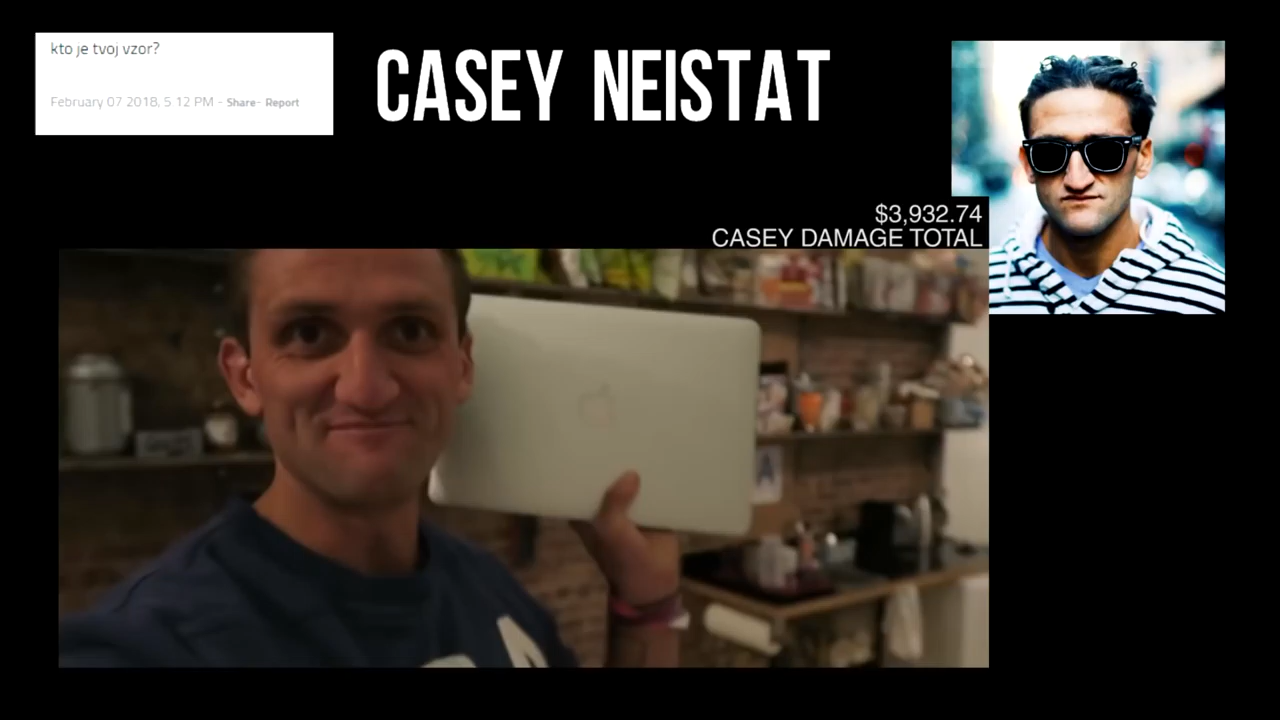 kto je tvoj vzor?
February 07 2018, 5 12 PM - Share- Report
CASEY NEISTAT
$3,932.74
CASEY DAMAGE TOTAL
A